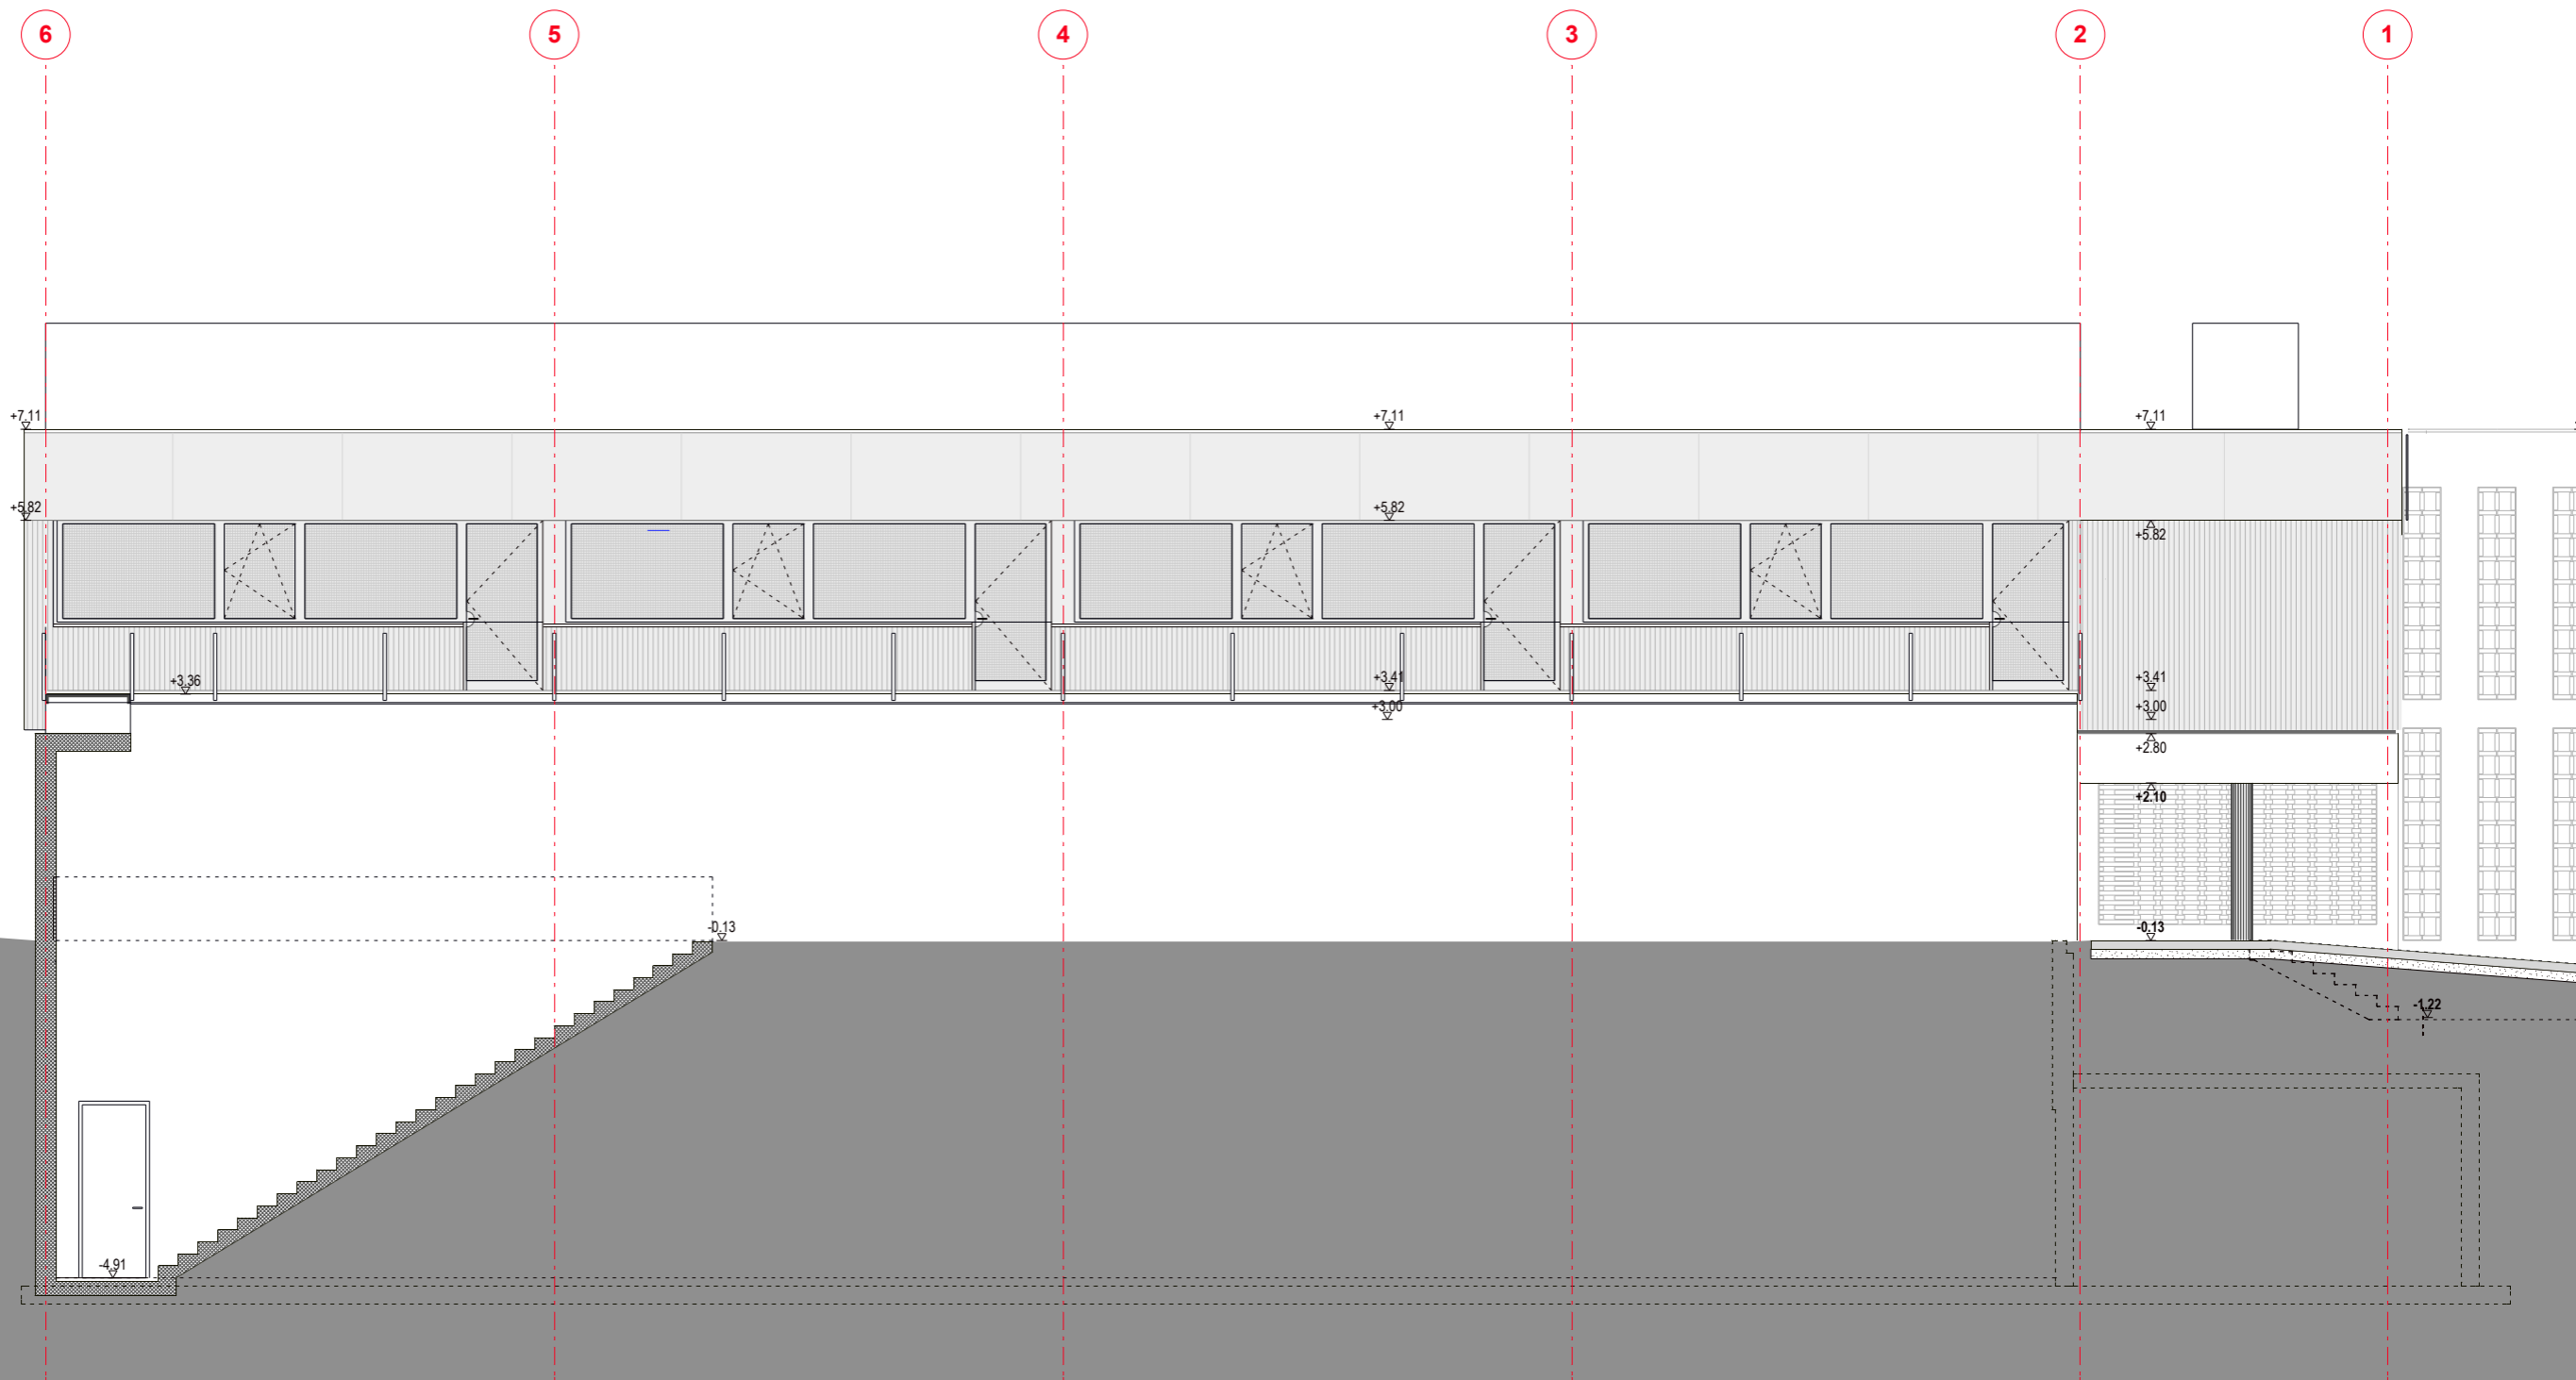 6 5 4 3 2 1
+7.11 +7.11 +7.11
+5.82 +5.82 +5.82
+3.36 +3.41 +3.41
+3.00 +3.00
+2.80
+2.10
-0.13 -0.13
-1.22
-4.91